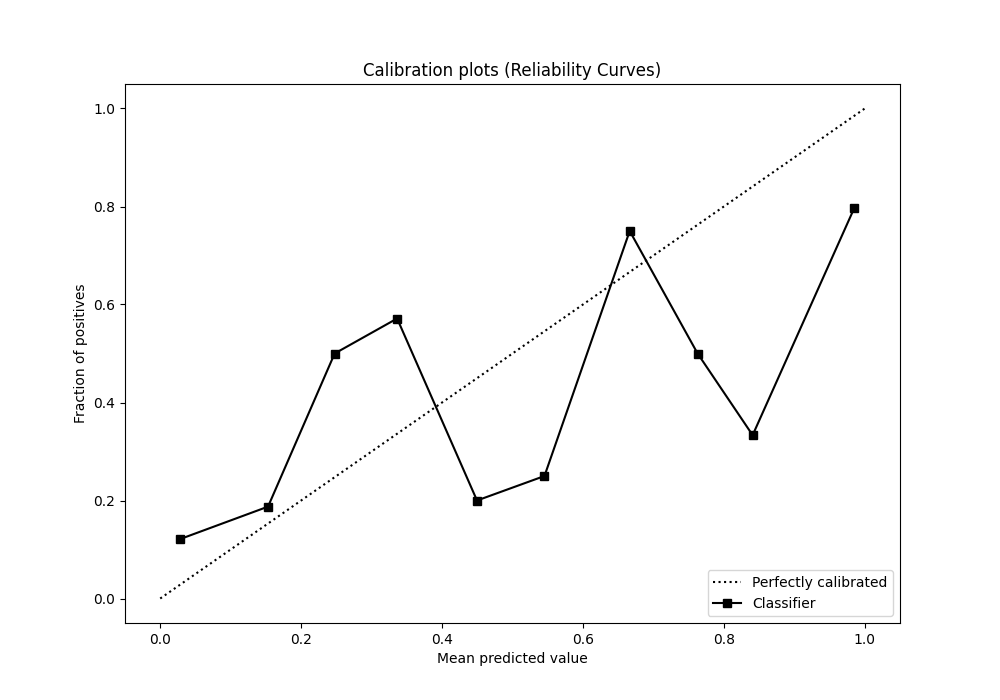 Calibration plots (Reliability Curves)
1.0
0.8
0.6
0.4
0.2
0.0
Fraction of positives
0.0 0.2 0.4 0.6 0.8 1.0
Mean predicted value
Perfectly calibrated
Classifier